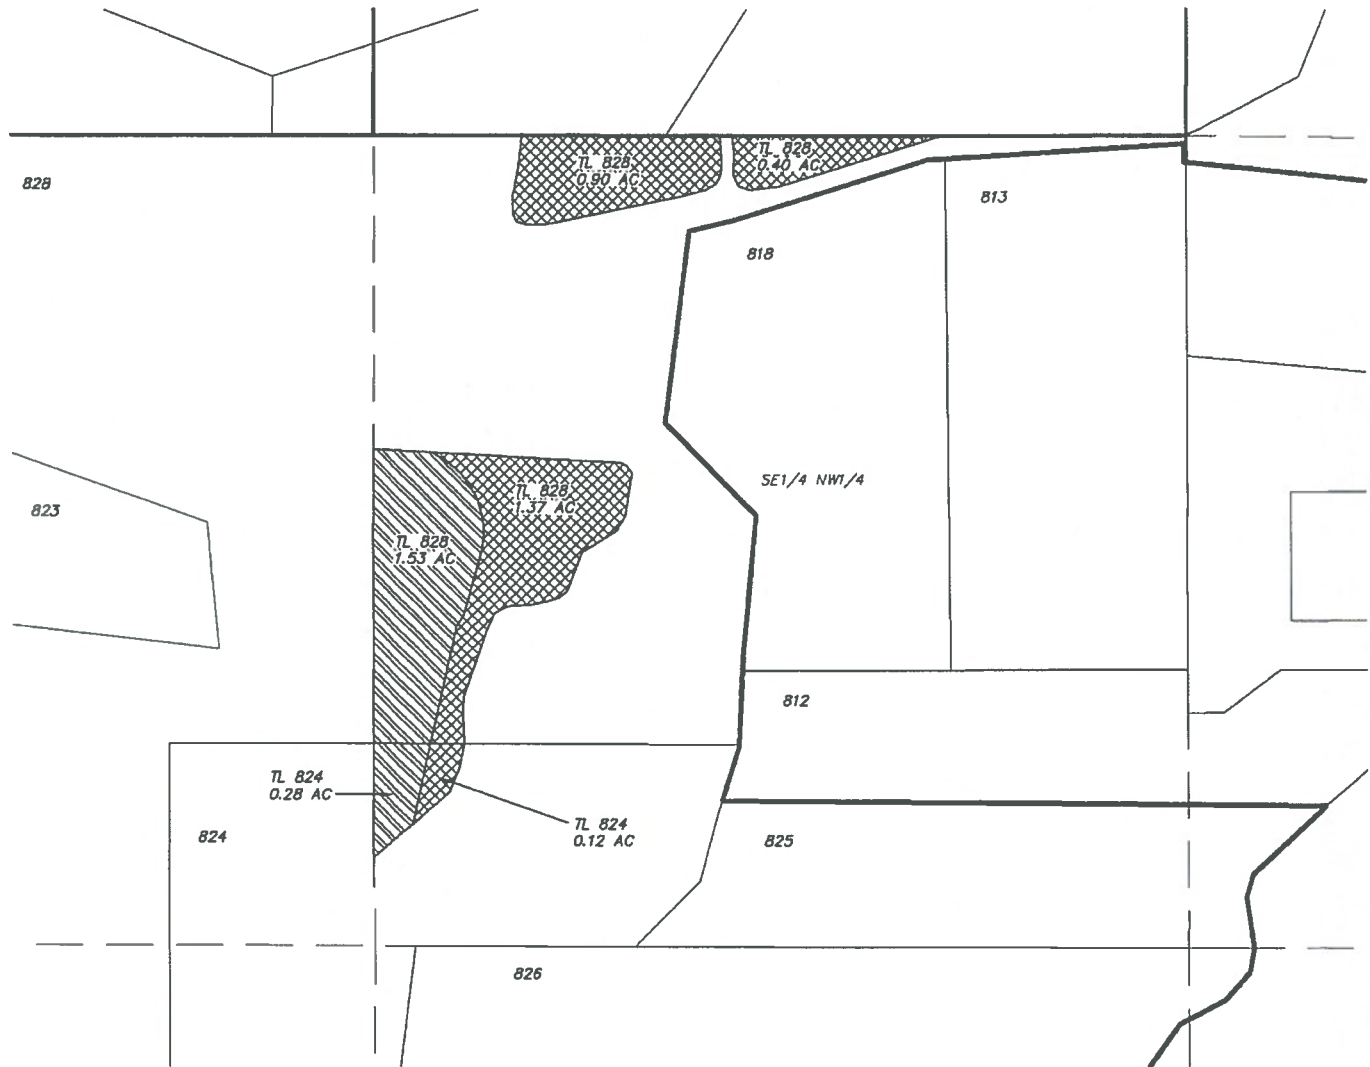 TL 828
0.90 AC
TL 828
0.40 AC
828
813
818
SE1/4 NW1/4
TL 828
1.37 AC
823
TL 828
1.53 AC
812
TL 824
0.28 AC
TL 824
0.12 AC
824
825
826